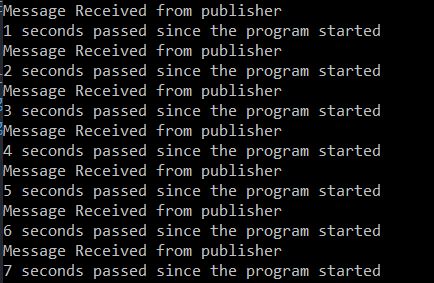 Message Received from publisher
1 seconds passed since the program started
Message Received from publisher
2 seconds passed since the program started
Message Received from publisher
3 seconds passed since the program started
Message Received from publisher
4 seconds passed since the program started
Message Received from publisher
5 seconds passed since the program started
Message Received from publisher
6 seconds passed since the program started
Message Received from publisher
7 seconds passed since the program started